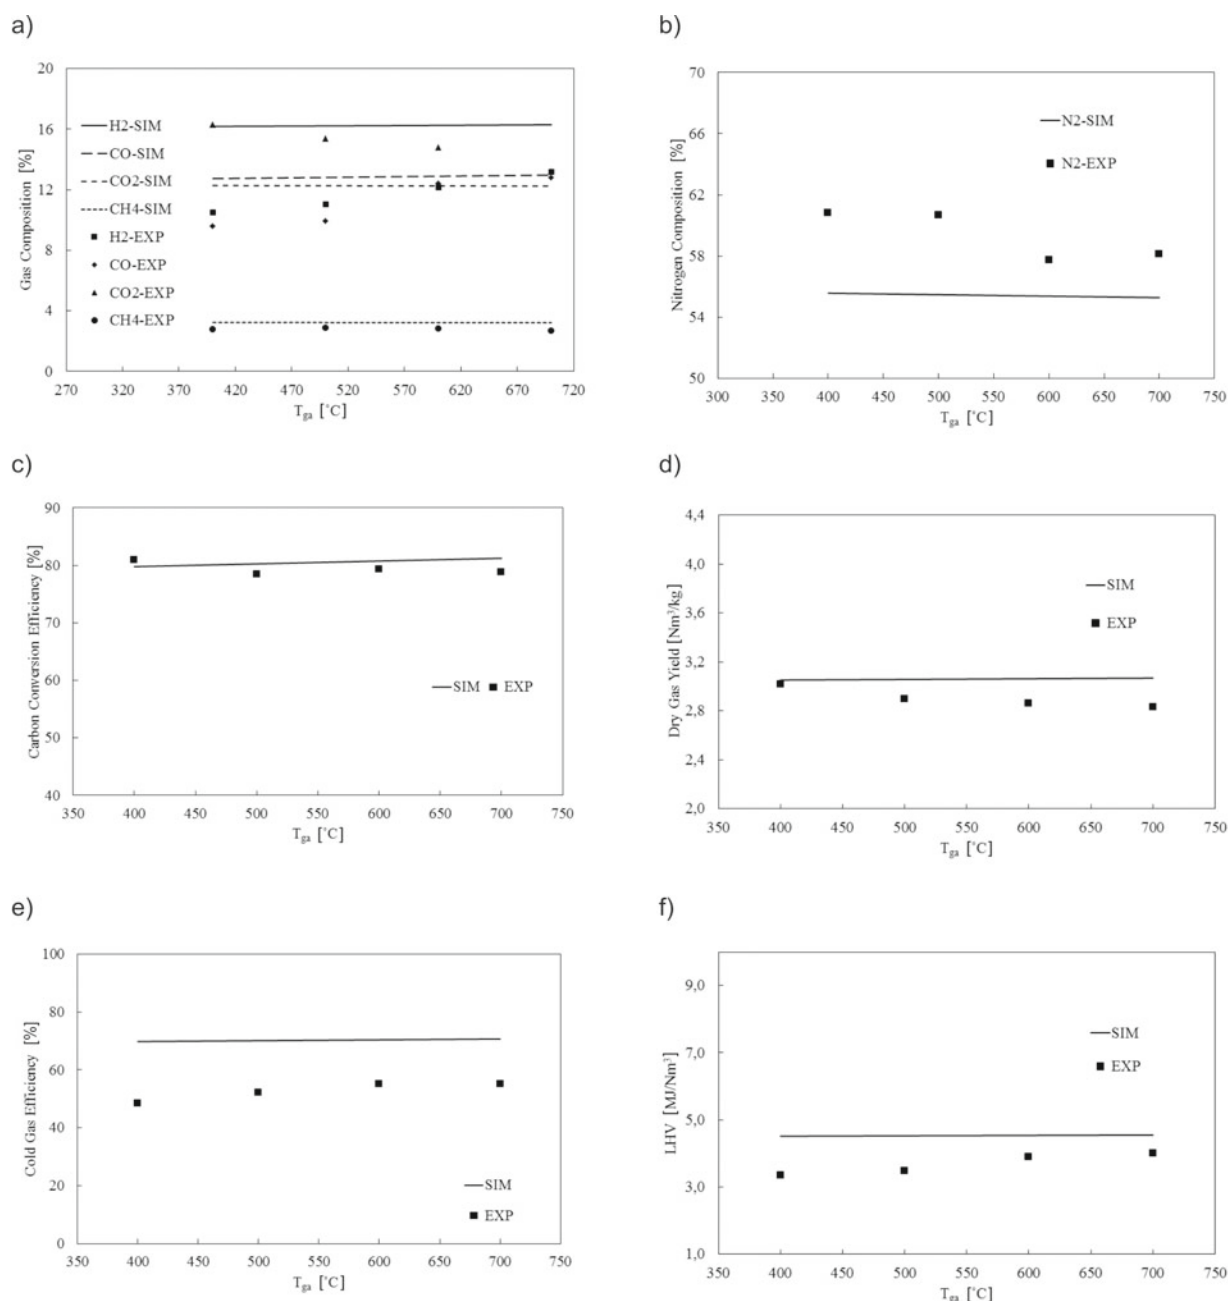 a)
20
16
12
8
4
0
Gas Composition [%]
H2-SIM
CO-SIM
CO2-SIM
CH4-SIM
H2-EXP
CO-EXP
CO2-EXP
CH4-EXP
270 320 370 420 470 520 570 620 670 720
Tga [˚C]
b)
70
66
62
58
54
50
Nitrogen Composition [%]
N2-SIM
N2-EXP
300 350 400 450 500 550 600 650 700 750
Tga [˚C]
c)
90
80
70
60
50
40
Carbon Conversion Efficiency [%]
SIM EXP
350 400 450 500 550 600 650 700 750
Tga [˚C]
d)
4,4
4,0
3,6
3,2
2,8
2,4
2,0
Dry Gas Yield [Nm³/kg]
SIM
EXP
350 400 450 500 550 600 650 700 750
Tga [˚C]
e)
100
80
60
40
20
0
Cold Gas Efficiency [%]
SIM
EXP
350 400 450 500 550 600 650 700 750
Tga [˚C]
f)
9,0
7,0
5,0
3,0
1,0
LHV [MJ/Nm³]
SIM
EXP
350 400 450 500 550 600 650 700 750
Tga [˚C]